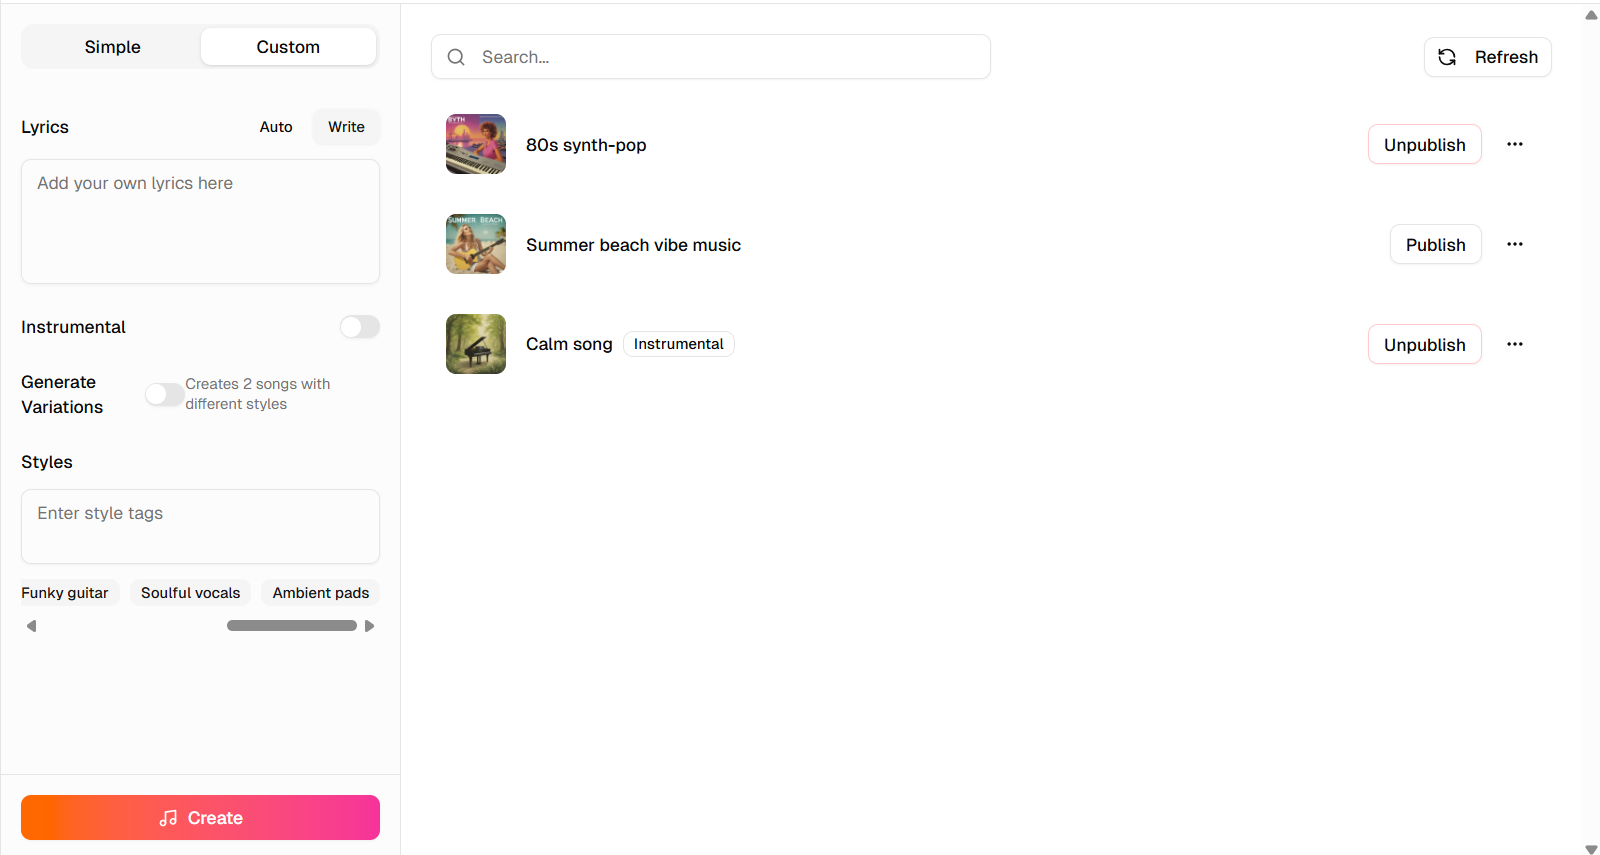 Simple
Custom
Lyrics
Auto
Write
Add your own lyrics here
Instrumental
Generate
Variations
Creates 2 songs with
different styles
Styles
Enter style tags
Funky guitar
Soulful vocals
Ambient pads
Create
Search...
Refresh
80s synth-pop
Unpublish
SUMMER BEACH
Summer beach vibe music
Publish
Calm song
Instrumental
Unpublish